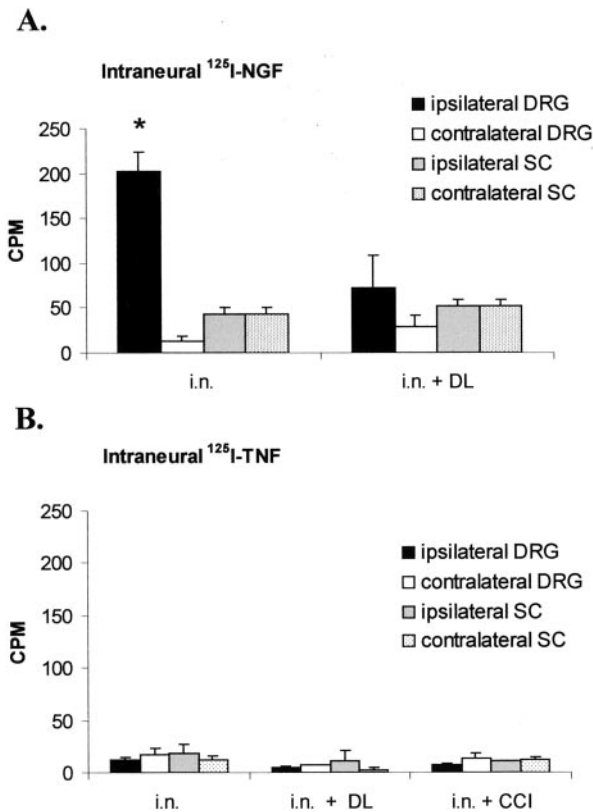 A.
Intraneural ¹²⁵I-NGF
ipsilateral DRG
contralateral DRG
ipsilateral SC
contralateral SC
*
250
200
150
100
50
0
CPM
i.n.
i.n. + DL
B.
Intraneural ¹²⁵I-TNF
ipsilateral DRG
contralateral DRG
ipsilateral SC
contralateral SC
250
200
150
100
50
0
CPM
i.n.
i.n. + DL
i.n. + CCI